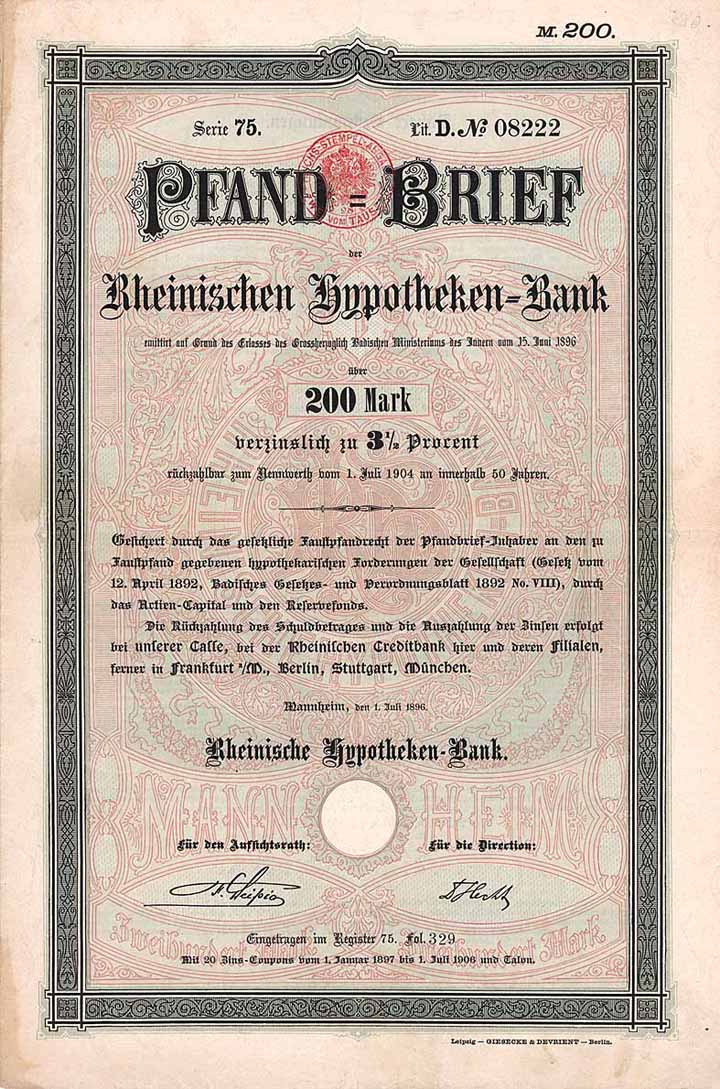 M. 200.
Serie 75. Lit. D. No 08222
PFAND=BRIEF
der
Rheinischen Hypotheken=Bank
emittirt auf Grund des Erlasses des Grossherzoglich Badischen Ministeriums des Innern vom 15. Juni 1896
über
200 Mark
verzinslich zu 3½ Procent
rückzahlbar zum Nennwerth vom 1. Juli 1904 an innerhalb 50 Jahren.
Gesichert durch das gesetzliche Faustpfandrecht der Pfandbrief-Inhaber an den zu
Faustpfand gegebenen hypothekarischen Forderungen der Gesellschaft (Gesetz vom
12. April 1892, Badisches Gesetzes- und Verordnungsblatt 1892 No. VIII), durch
das Actien-Capital und den Reservefonds.
Die Rückzahlung des Schuldbetrages und die Auszahlung der Zinsen erfolgt
bei unserer Casse, bei der Rheinischen Creditbank hier und deren Filialen,
ferner in Frankfurt a/M., Berlin, Stuttgart, München.
Mannheim, den 1. Juli 1896.
Rheinische Hypotheken-Bank.
MANNHEIM
Für den Aufsichtsrath: Für die Direction:
Eingetragen im Register 75. Fol. 329
Zweihundert Mark Zweihundert Mark
Mit 20 Zins-Coupons vom 1. Januar 1897 bis 1. Juli 1906 und Talon.
Leipzig — GIESECKE & DEVRIENT — Berlin.